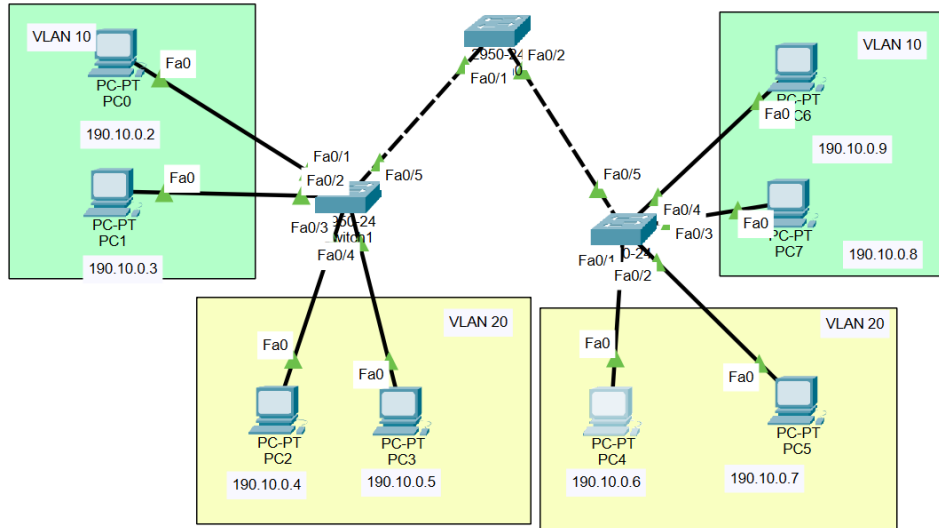 VLAN 10
Fa0
PC-PT
PC0
190.10.0.2
Fa0
PC-PT
PC1
190.10.0.3
Fa0/1
Fa0/2
Fa0/5
Fa0/3
Fa0/4
Fa0/1
Fa0/2
VLAN 10
PC-PT
Fa0
190.10.0.9
Fa0
PC-PT
PC7
190.10.0.8
Fa0/5
Fa0/4
Fa0/3
Fa0/1
Fa0/2
VLAN 20
Fa0
PC-PT
PC2
190.10.0.4
Fa0
PC-PT
PC3
190.10.0.5
VLAN 20
Fa0
PC-PT
PC4
190.10.0.6
Fa0
PC-PT
PC5
190.10.0.7